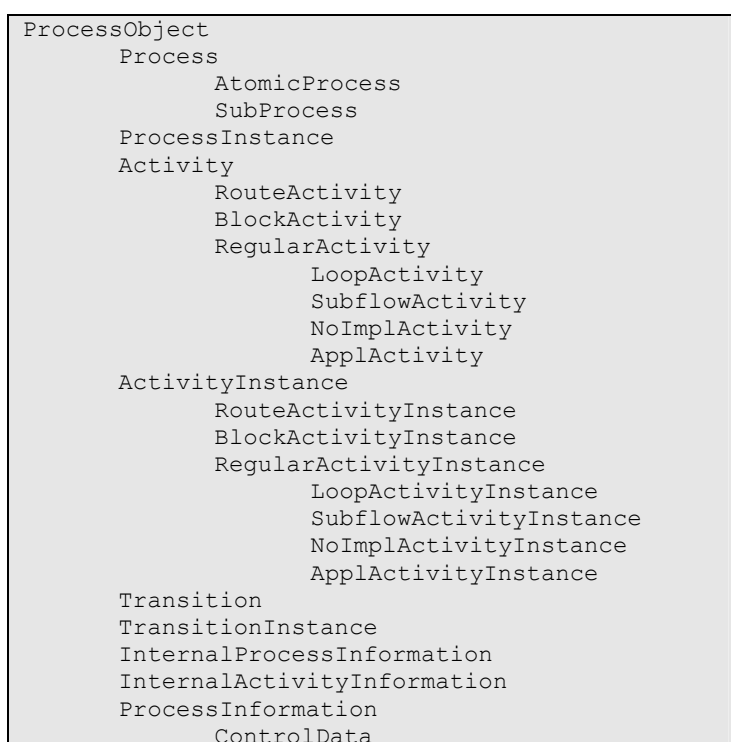 ProcessObject
Process
AtomicProcess
SubProcess
ProcessInstance
Activity
RouteActivity
BlockActivity
RegularActivity
LoopActivity
SubflowActivity
NoImplActivity
ApplActivity
ActivityInstance
RouteActivityInstance
BlockActivityInstance
RegularActivityInstance
LoopActivityInstance
SubflowActivityInstance
NoImplActivityInstance
ApplActivityInstance
Transition
TransitionInstance
InternalProcessInformation
InternalActivityInformation
ProcessInformation
ControlData